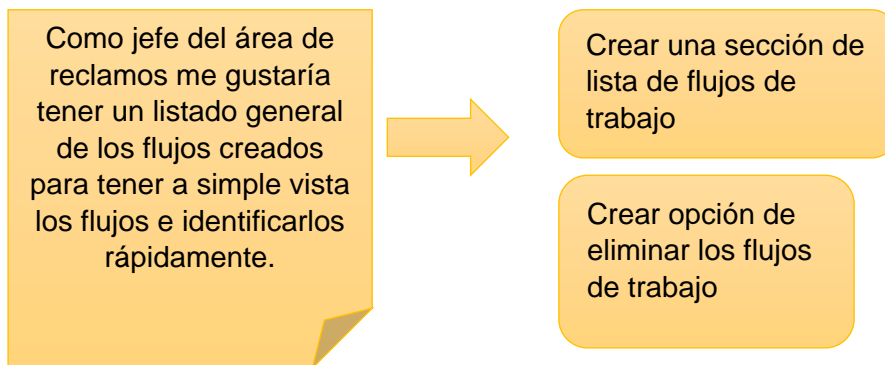 Como jefe del área de
reclamos me gustaría
tener un listado general
de los flujos creados
para tener a simple vista
los flujos e identificarlos
rápidamente.
Crear una sección de
lista de flujos de
trabajo
Crear opción de
eliminar los flujos
de trabajo